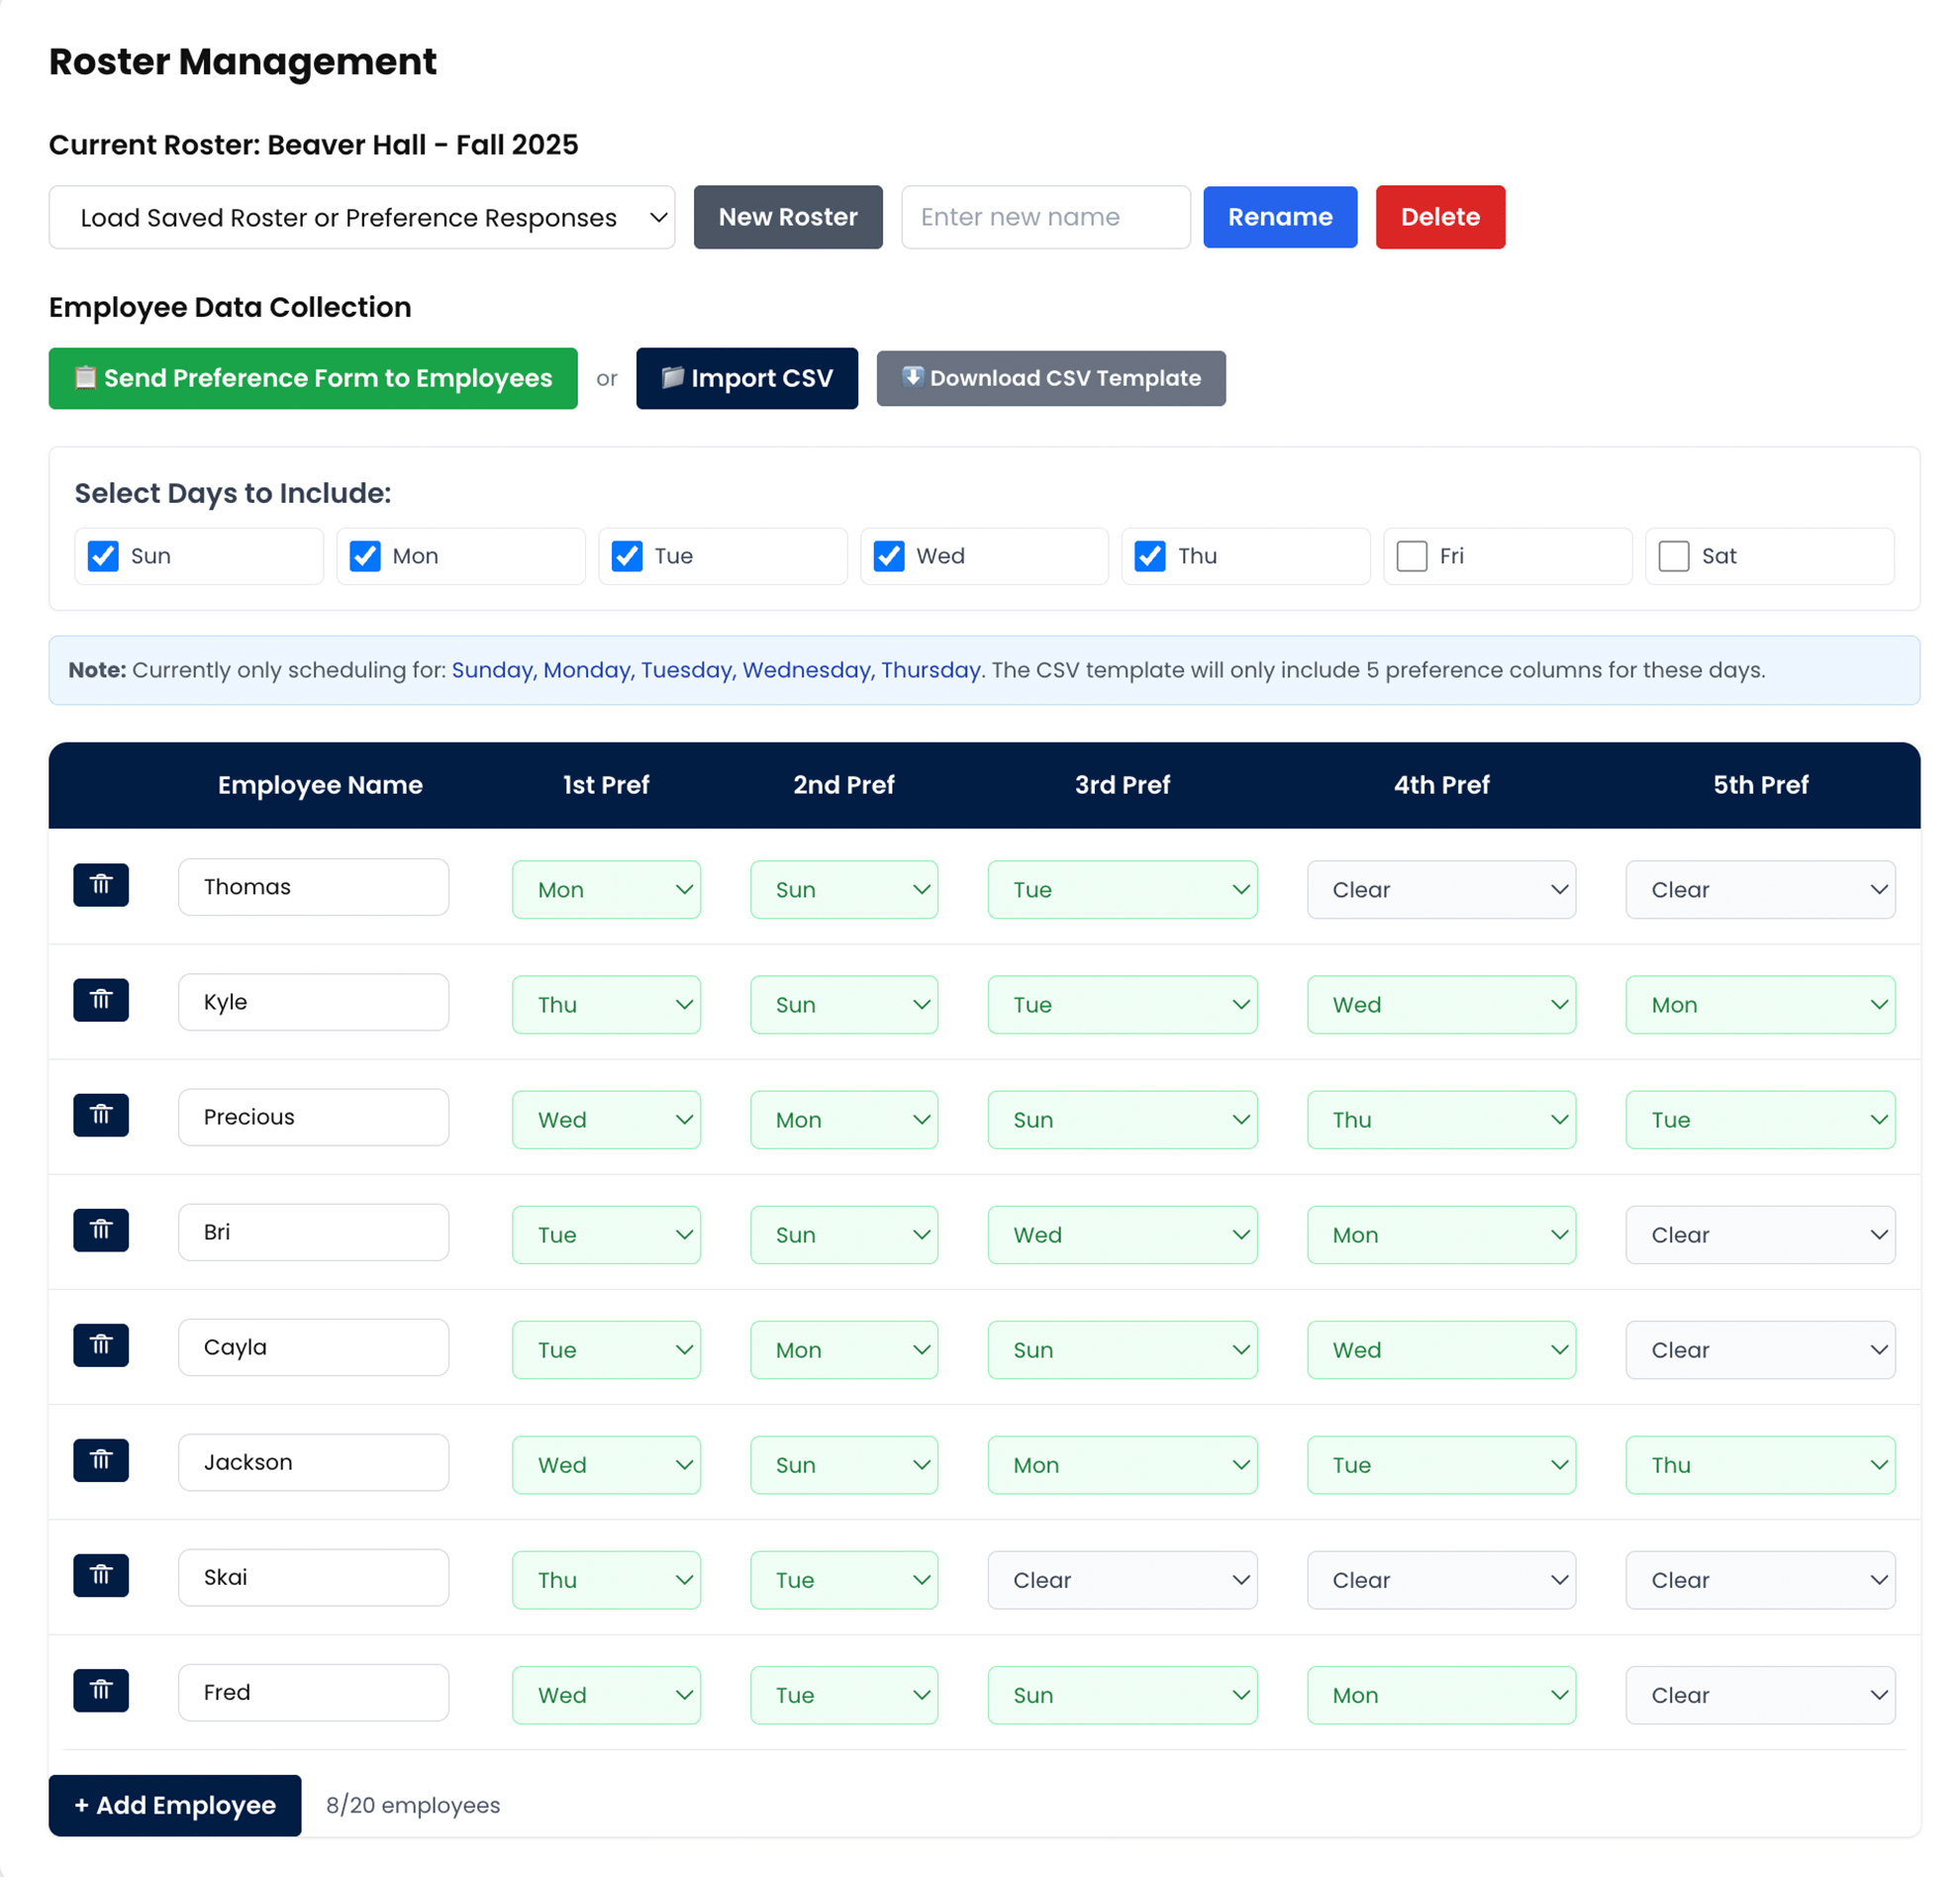 Roster Management
Current Roster: Beaver Hall - Fall 2025
Load Saved Roster or Preference Responses New Roster Enter new name Rename Delete
Employee Data Collection
Send Preference Form to Employees or Import CSV Download CSV Template
Select Days to Include:
Sun Mon Tue Wed Thu Fri Sat
Note: Currently only scheduling for: Sunday, Monday, Tuesday, Wednesday, Thursday. The CSV template will only include 5 preference columns for these days.
Employee Name 1st Pref 2nd Pref 3rd Pref 4th Pref 5th Pref
Thomas Mon Sun Tue Clear Clear
Kyle Thu Sun Tue Wed Mon
Precious Wed Mon Sun Thu Tue
Bri Tue Sun Wed Mon Clear
Cayla Tue Mon Sun Wed Clear
Jackson Wed Sun Mon Tue Thu
Skai Thu Tue Clear Clear Clear
Fred Wed Tue Sun Mon Clear
+ Add Employee 8/20 employees